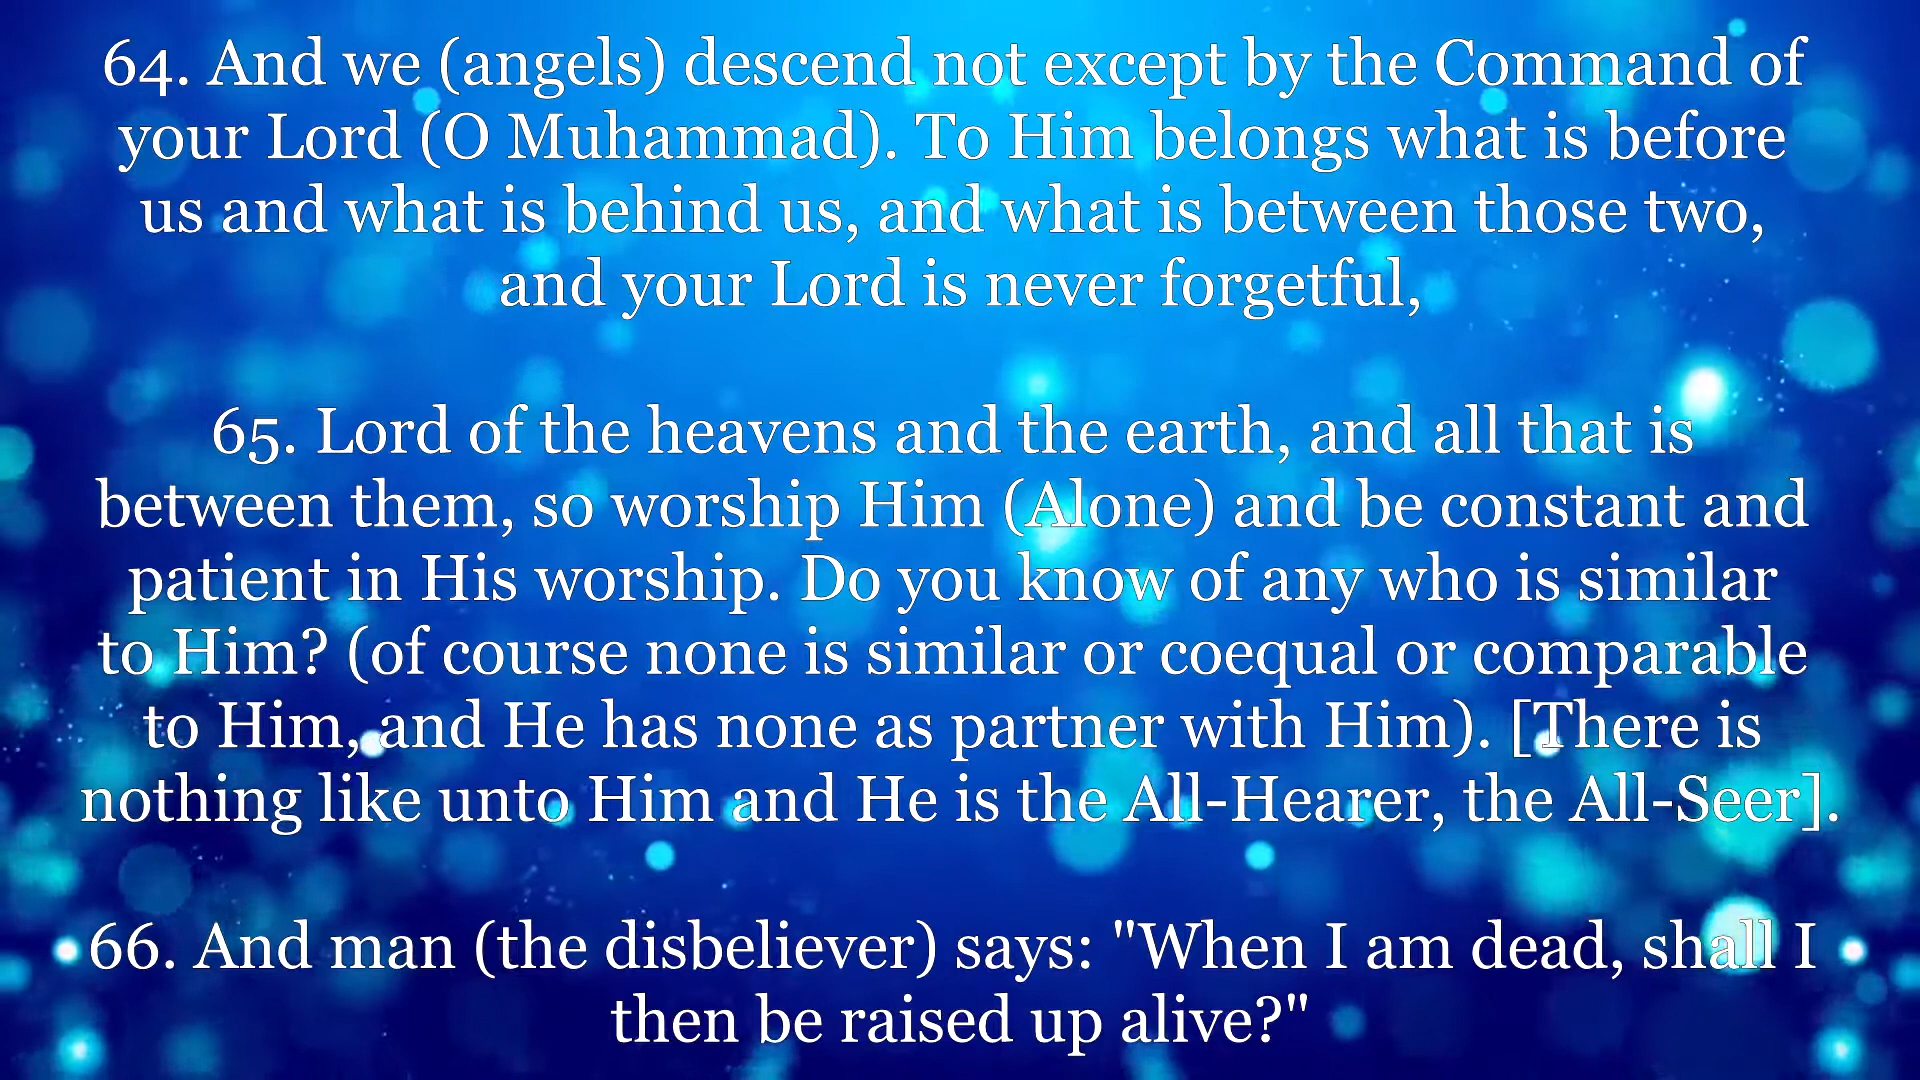 64. And we (angels) descend not except by the Command of
your Lord (O Muhammad). To Him belongs what is before
us and what is behind us, and what is between those two,
and your Lord is never forgetful,
65. Lord of the heavens and the earth, and all that is
between them, so worship Him (Alone) and be constant and
patient in His worship. Do you know of any who is similar
to Him? (of course none is similar or coequal or comparable
to Him, and He has none as partner with Him). [There is
nothing like unto Him and He is the All-Hearer, the All-Seer].
66. And man (the disbeliever) says: "When I am dead, shall I
then be raised up alive?"